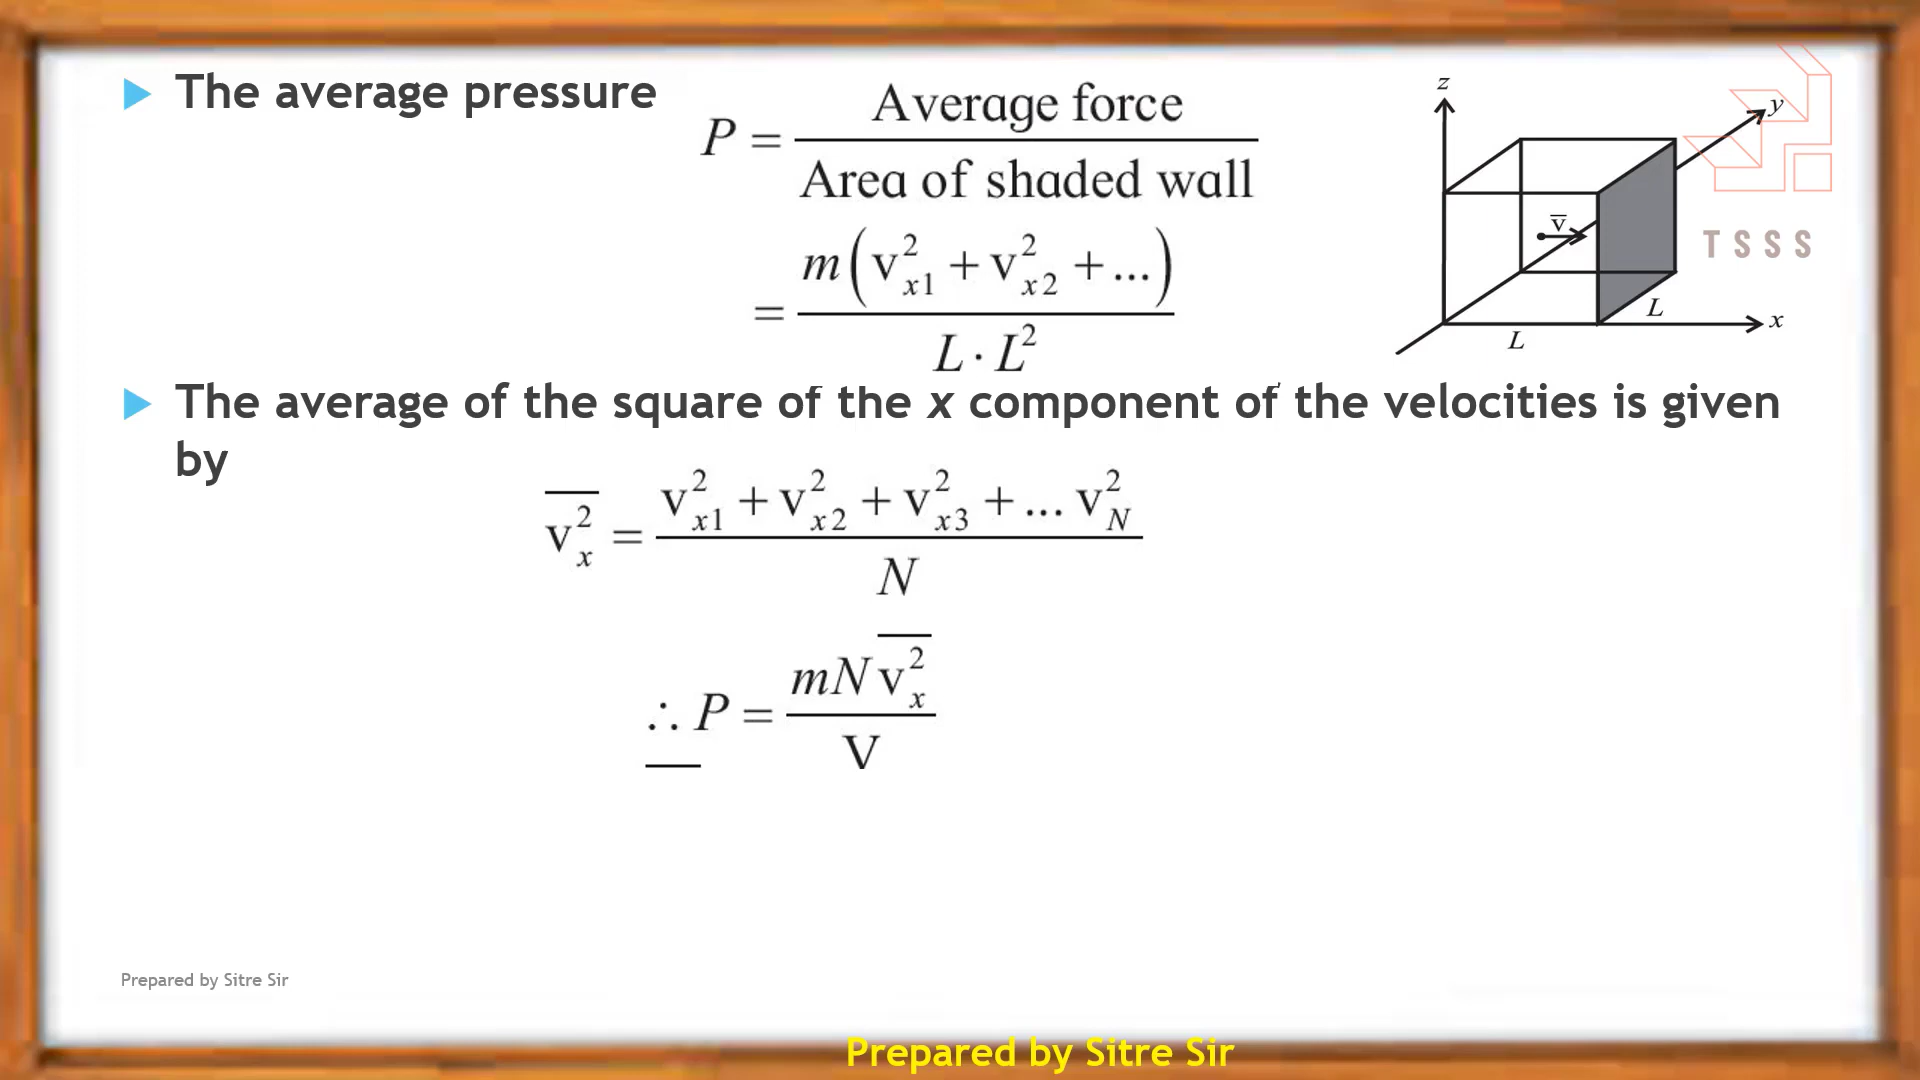 The average pressure
P = Average force / Area of shaded wall
= m(v²ₓ₁ + v²ₓ₂ + ...) / L · L²
z
y
v̅
L
x
L
T S S S
The average of the square of the x component of the velocities is given
by
v̅²ₓ = v²ₓ₁ + v²ₓ₂ + v²ₓ₃ + ... v²_N / N
∴ P = mN v̅²ₓ / V
Prepared by Sitre Sir
Prepared by Sitre Sir